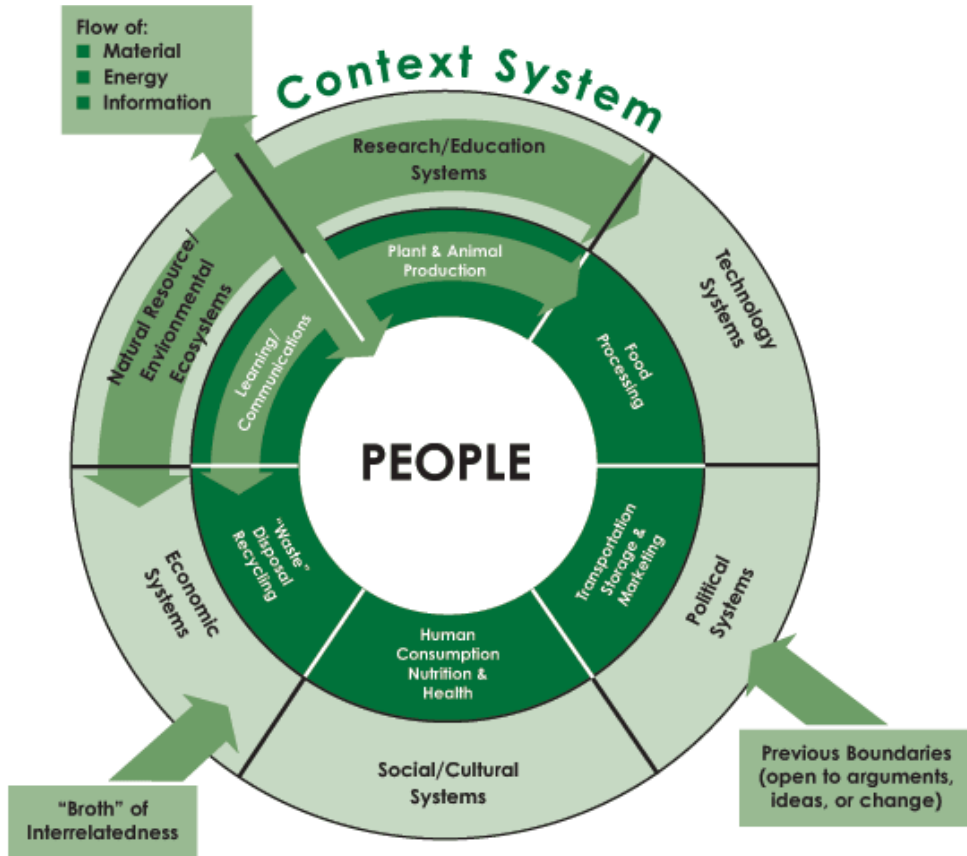 Flow of:
Material
Energy
Information
Context System
Research/Education
Systems
Plant & Animal
Production
Natural Resource/
Environmental
Ecosystems
Learning/
Communications
Technology
Systems
Food
Processing
PEOPLE
"Waste"
Disposal
Recycling
Transportation
Storage &
Marketing
Economic
Systems
Political
Systems
Human
Consumption
Nutrition &
Health
Social/Cultural
Systems
Previous Boundaries
(open to arguments,
ideas, or change)
"Broth" of
Interrelatedness